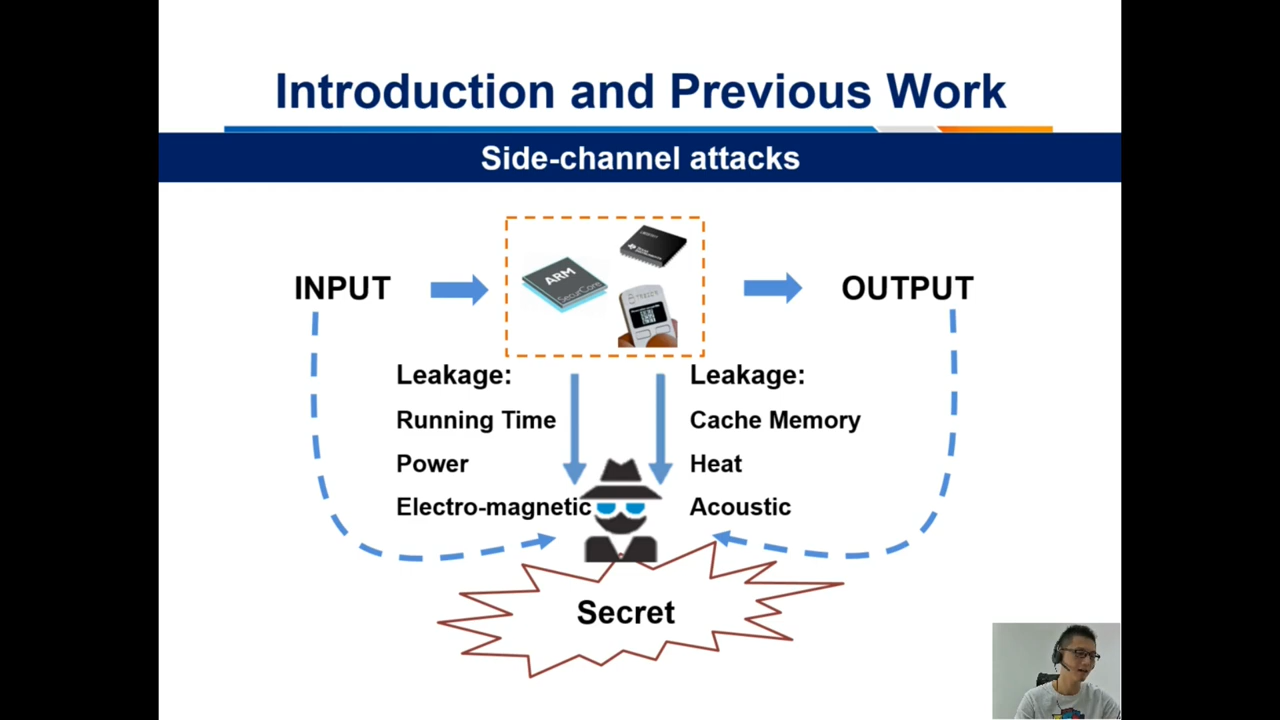 Introduction and Previous Work
Side-channel attacks
INPUT
ARM
SecurCore
OUTPUT
Leakage:
Running Time
Power
Electro-magnetic
Leakage:
Cache Memory
Heat
Acoustic
Secret